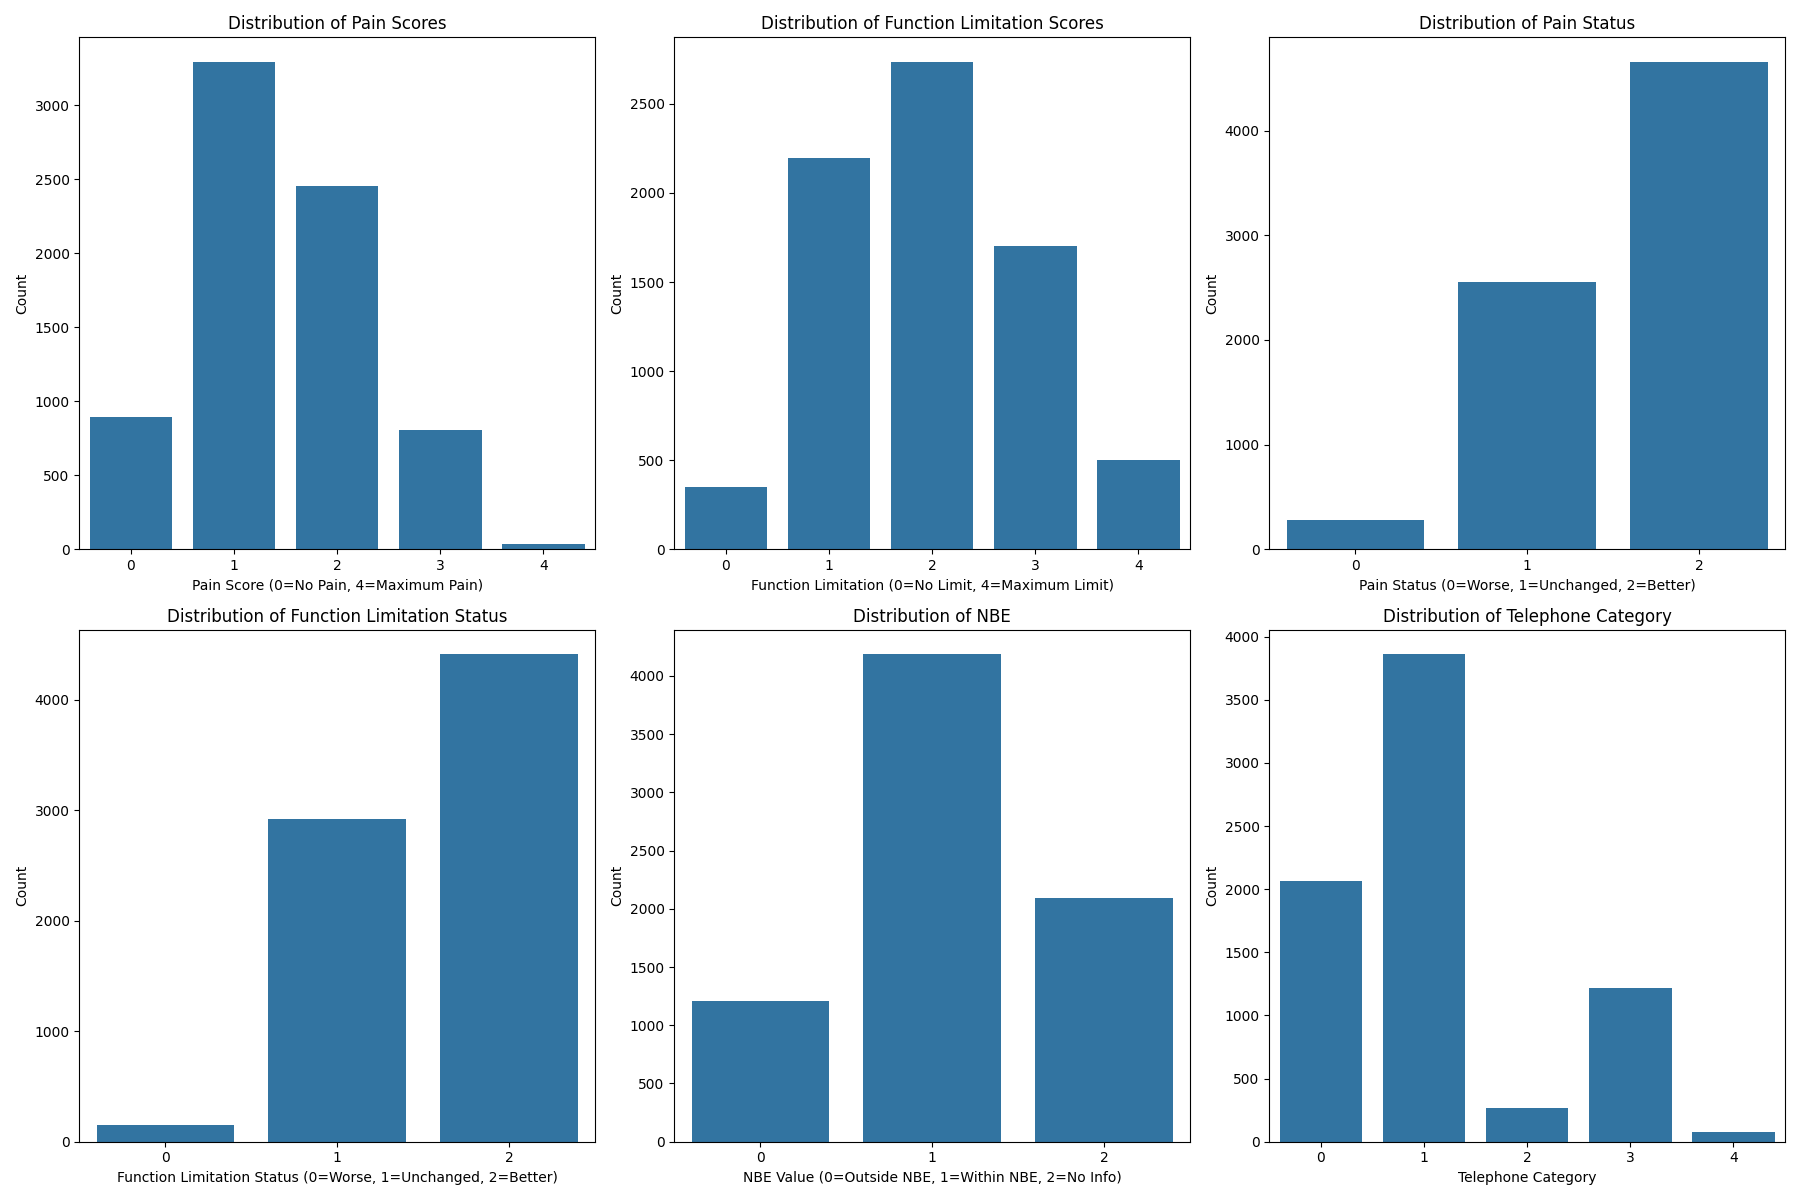 Distribution of Pain Scores
Count
3000
2500
2000
1500
1000
500
0
0 1 2 3 4
Pain Score (0=No Pain, 4=Maximum Pain)
Distribution of Function Limitation Scores
Count
2500
2000
1500
1000
500
0
0 1 2 3 4
Function Limitation (0=No Limit, 4=Maximum Limit)
Distribution of Pain Status
Count
4000
3000
2000
1000
0
0 1 2
Pain Status (0=Worse, 1=Unchanged, 2=Better)
Distribution of Function Limitation Status
Count
4000
3000
2000
1000
0
0 1 2
Function Limitation Status (0=Worse, 1=Unchanged, 2=Better)
Distribution of NBE
Count
4000
3500
3000
2500
2000
1500
1000
500
0
0 1 2
NBE Value (0=Outside NBE, 1=Within NBE, 2=No Info)
Distribution of Telephone Category
Count
4000
3500
3000
2500
2000
1500
1000
500
0
0 1 2 3 4
Telephone Category